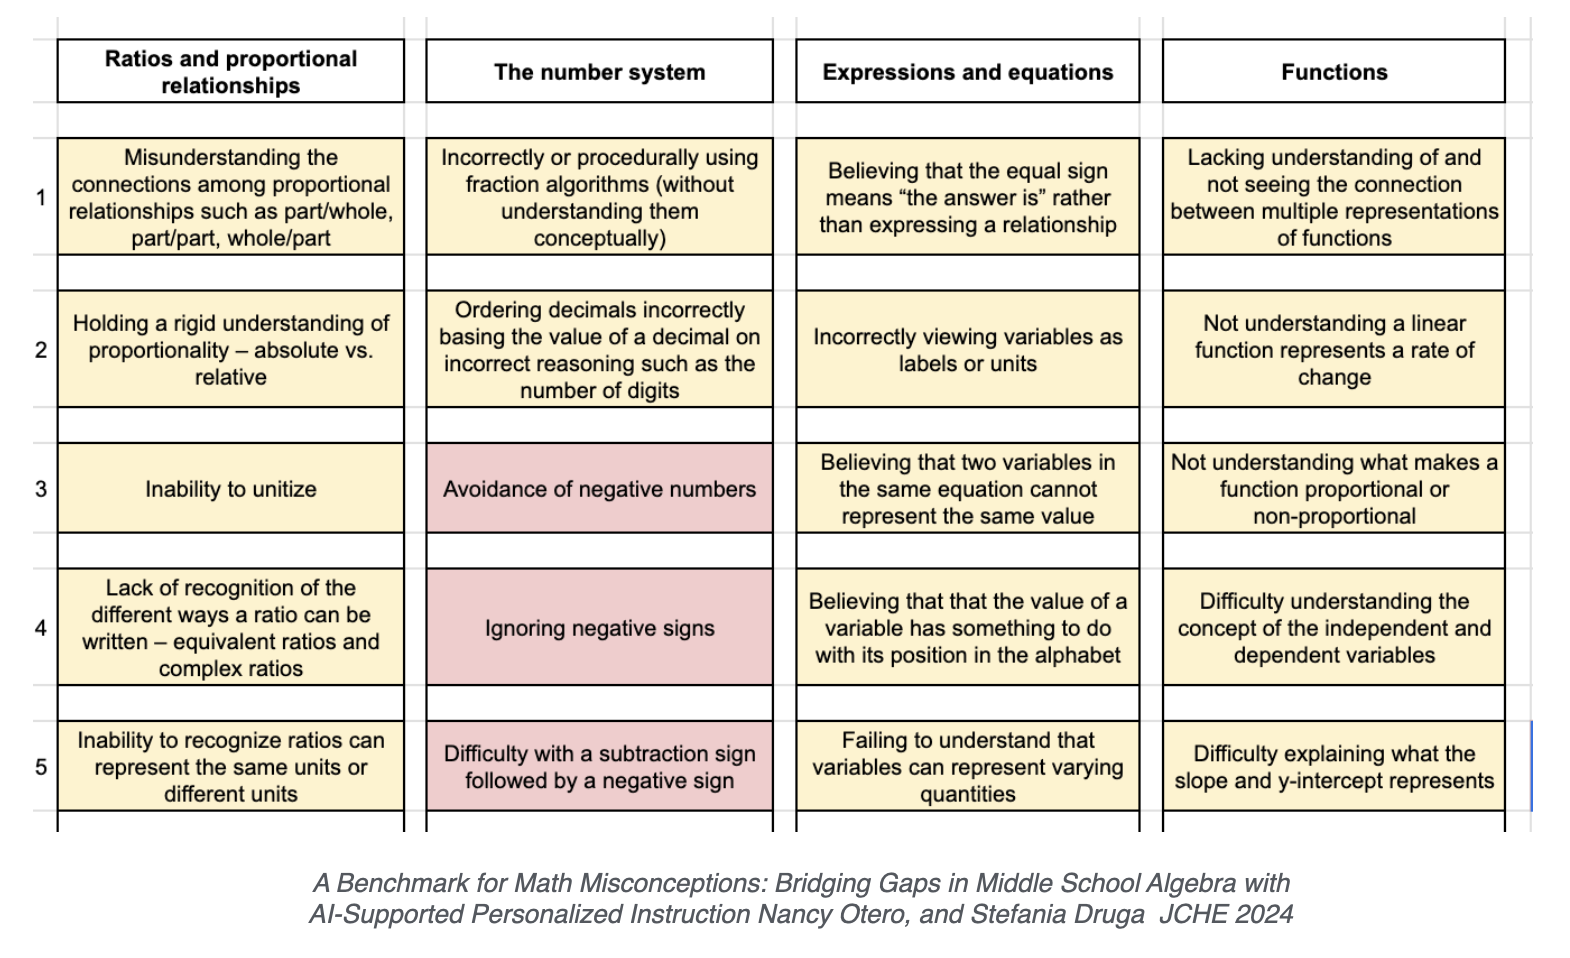 Ratios and proportional
relationships
The number system
Expressions and equations
Functions
1
Misunderstanding the
connections among proportional
relationships such as part/whole,
part/part, whole/part
Incorrectly or procedurally using
fraction algorithms (without
understanding them
conceptually)
Believing that the equal sign
means “the answer is” rather
than expressing a relationship
Lacking understanding of and
not seeing the connection
between multiple representations
of functions
2
Holding a rigid understanding of
proportionality – absolute vs.
relative
Ordering decimals incorrectly
basing the value of a decimal on
incorrect reasoning such as the
number of digits
Incorrectly viewing variables as
labels or units
Not understanding a linear
function represents a rate of
change
3
Inability to unitize
Avoidance of negative numbers
Believing that two variables in
the same equation cannot
represent the same value
Not understanding what makes a
function proportional or
non-proportional
4
Lack of recognition of the
different ways a ratio can be
written – equivalent ratios and
complex ratios
Ignoring negative signs
Believing that that the value of a
variable has something to do
with its position in the alphabet
Difficulty understanding the
concept of the independent and
dependent variables
5
Inability to recognize ratios can
represent the same units or
different units
Difficulty with a subtraction sign
followed by a negative sign
Failing to understand that
variables can represent varying
quantities
Difficulty explaining what the
slope and y-intercept represents
A Benchmark for Math Misconceptions: Bridging Gaps in Middle School Algebra with
AI-Supported Personalized Instruction Nancy Otero, and Stefania Druga JCHE 2024